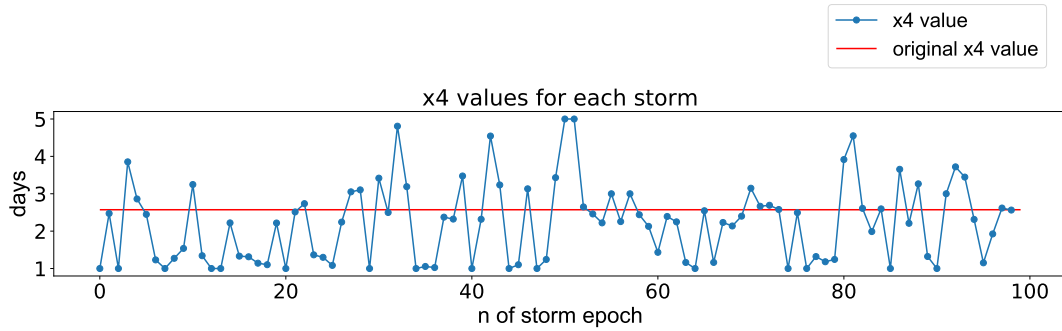 x4 value
original x4 value
x4 values for each storm
days
5
4
3
2
1
0 20 40 60 80 100
n of storm epoch